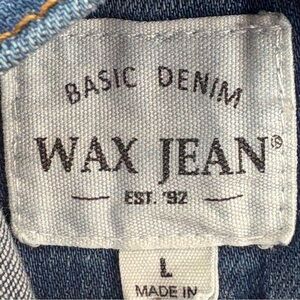 BASIC DENIM
WAX JEAN®
EST. '92
L
MADE IN